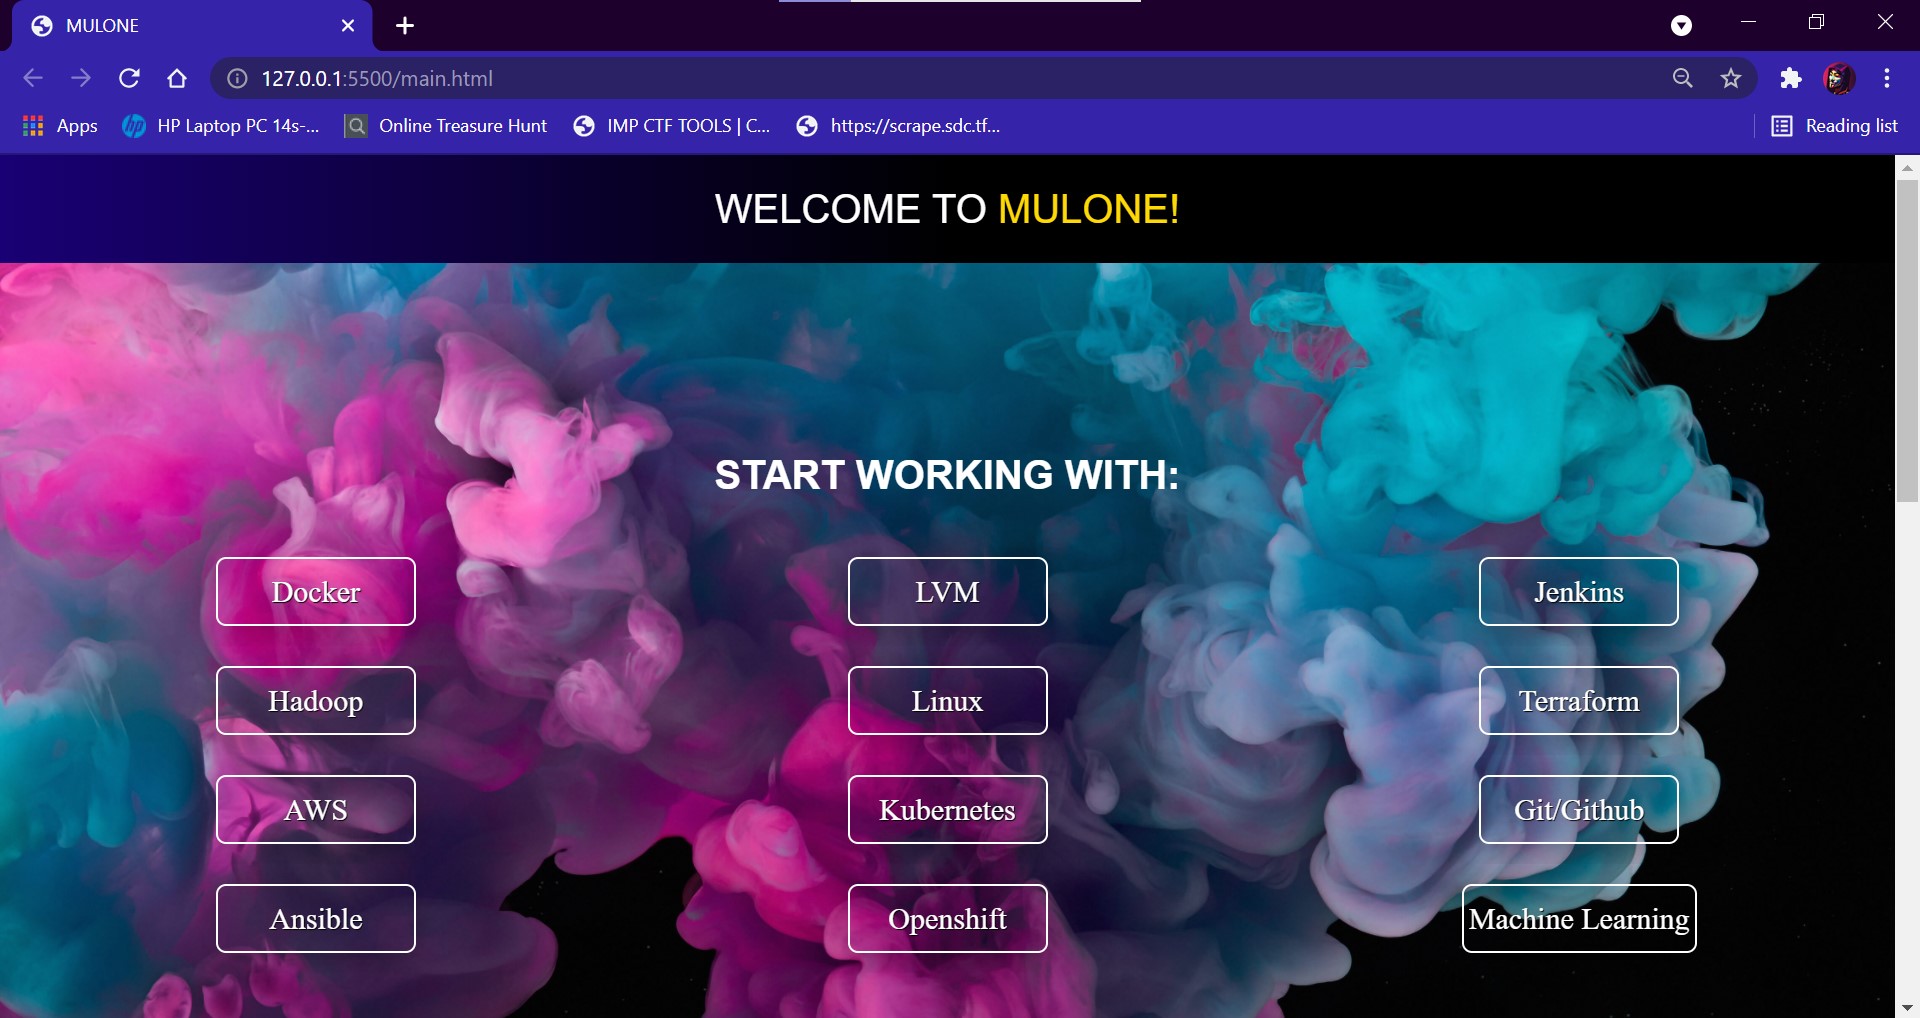 MULONE
127.0.0.1:5500/main.html
Apps
HP Laptop PC 14s-...
Online Treasure Hunt
IMP CTF TOOLS | C...
https://scrape.sdc.tf...
Reading list
WELCOME TO MULONE!
START WORKING WITH:
Docker LVM Jenkins
Hadoop Linux Terraform
AWS Kubernetes Git/Github
Ansible Openshift Machine Learning